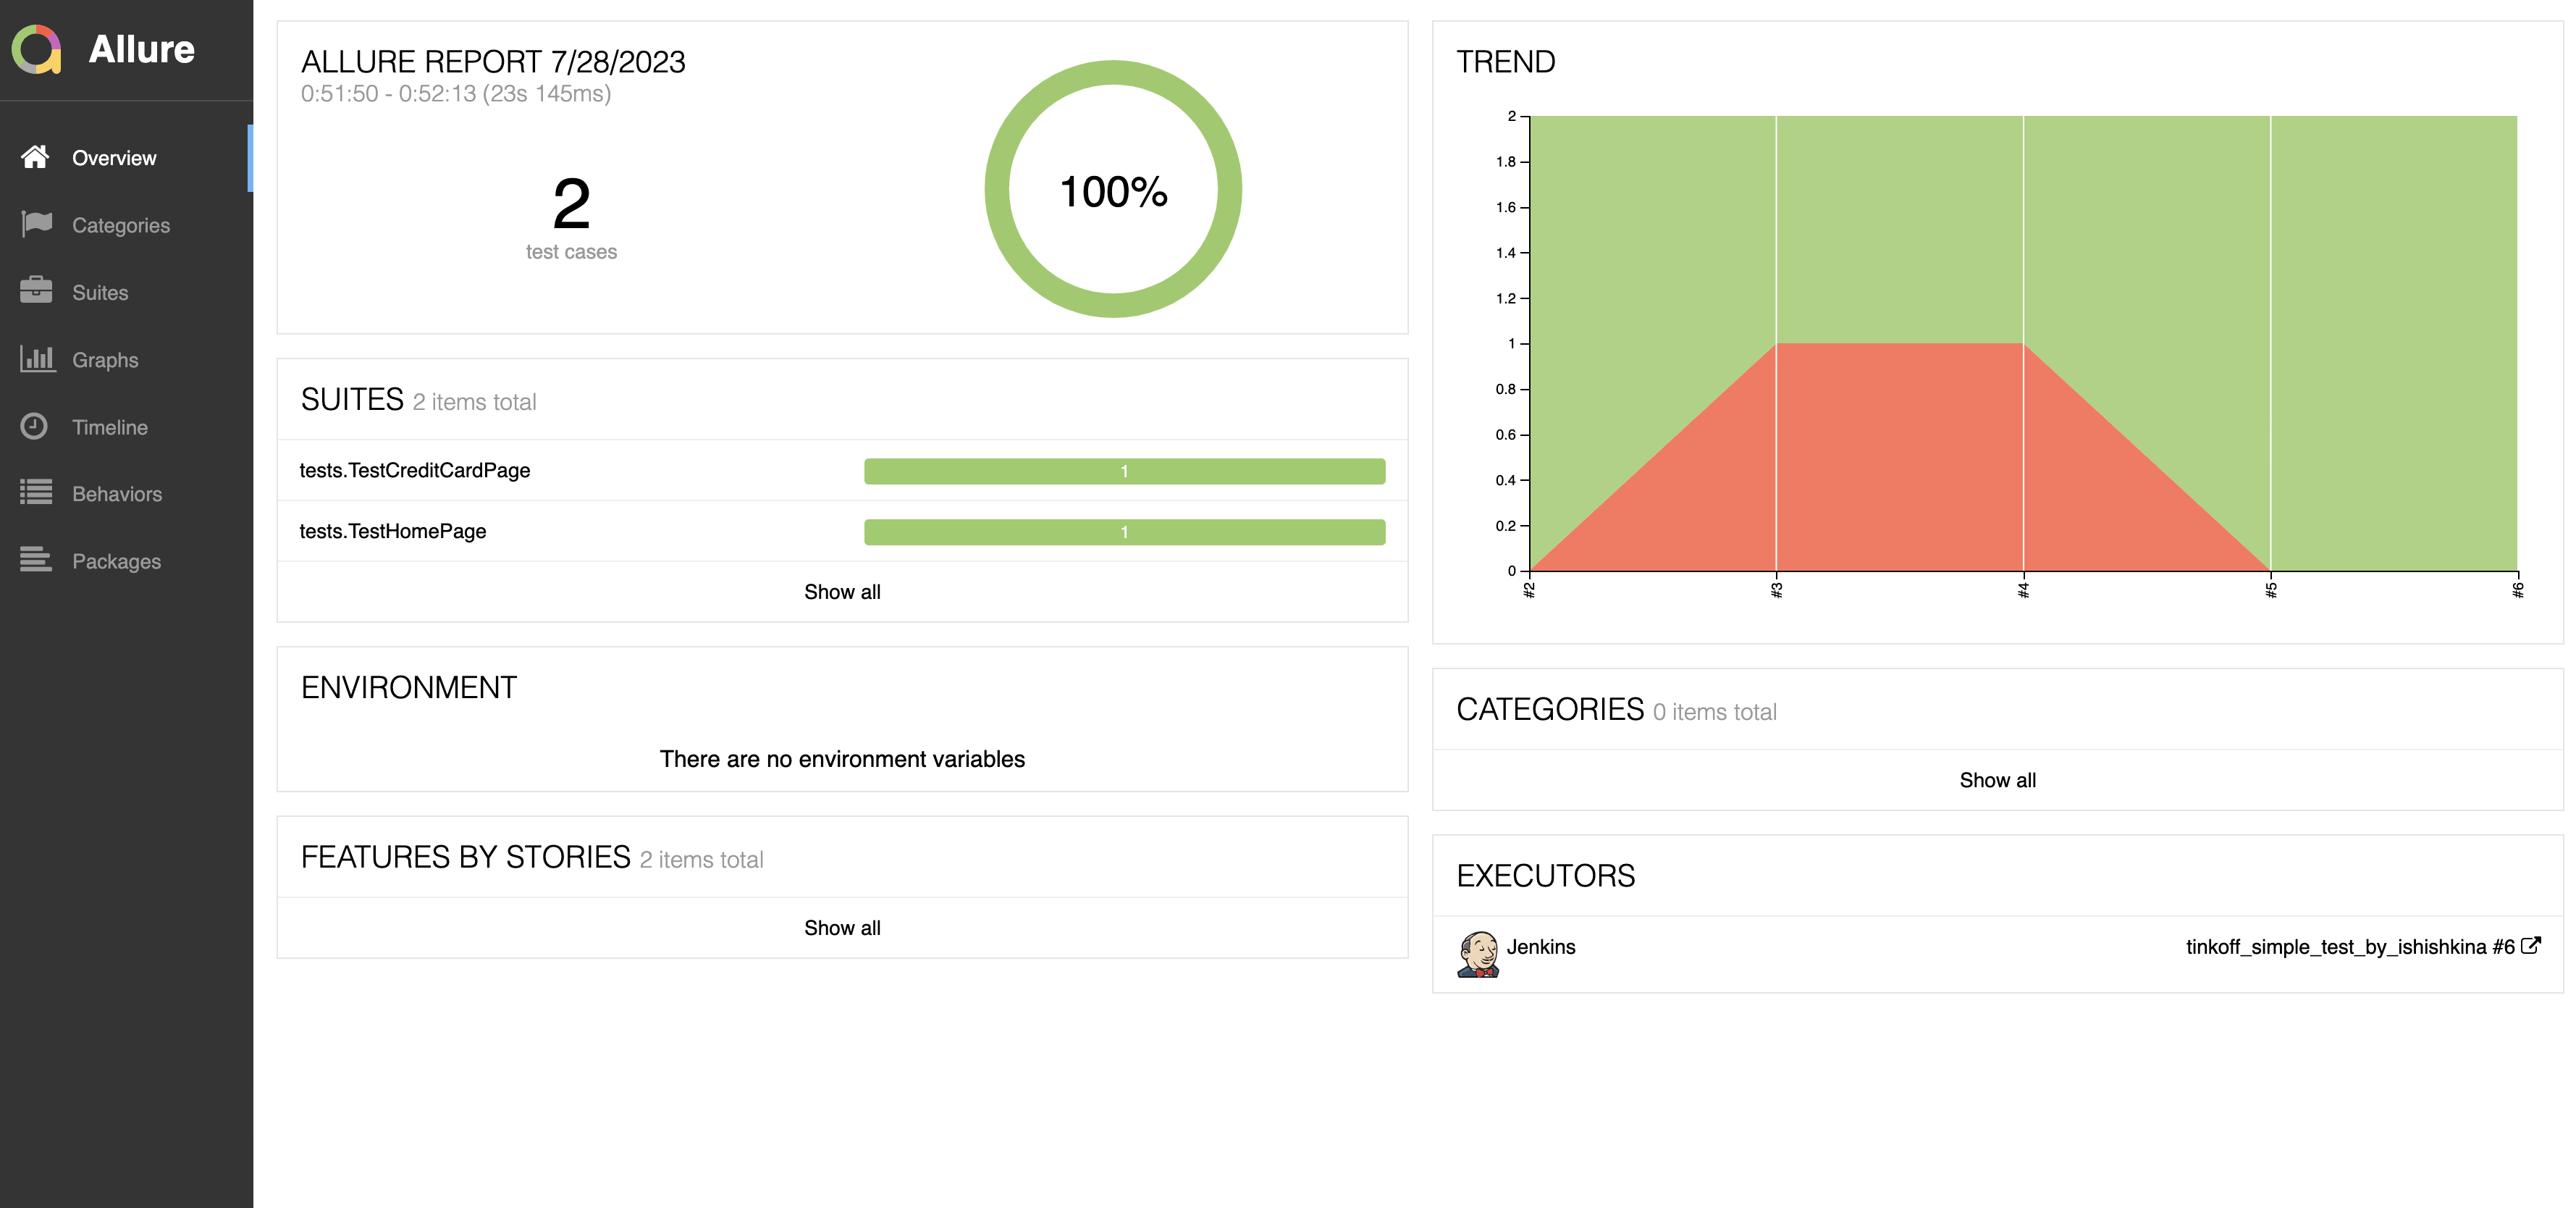 Allure
Overview
Categories
Suites
Graphs
Timeline
Behaviors
Packages
ALLURE REPORT 7/28/2023
0:51:50 - 0:52:13 (23s 145ms)
2
test cases
100%
SUITES 2 items total
tests.TestCreditCardPage 1
tests.TestHomePage 1
Show all
ENVIRONMENT
There are no environment variables
FEATURES BY STORIES 2 items total
Show all
TREND
2
1.8
1.6
1.4
1.2
1
0.8
0.6
0.4
0.2
0
#2 #3 #4 #5 #6
CATEGORIES 0 items total
Show all
EXECUTORS
Jenkins tinkoff_simple_test_by_ishishkina #6